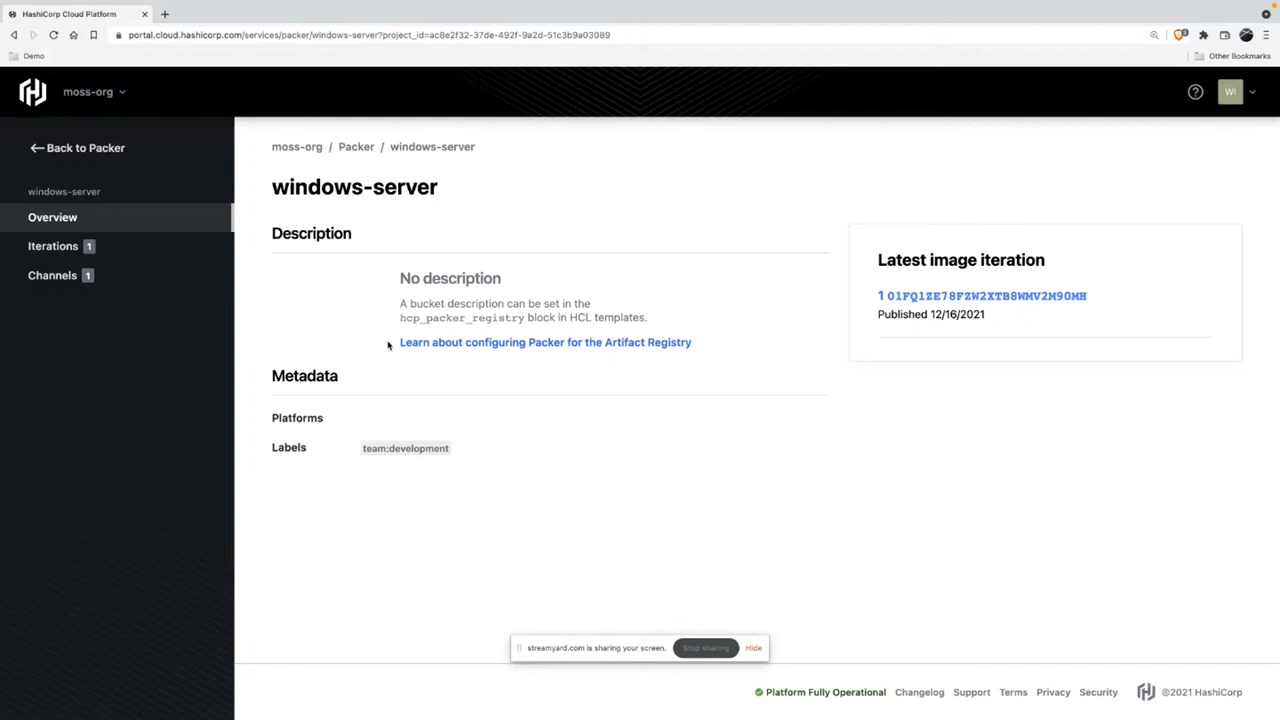 HashiCorp Cloud Platform
portal.cloud.hashicorp.com/services/packer/windows-server?project_id=ac8e2f32-37de-492f-9a2d-51c3b9a03089
Demo
Other Bookmarks
moss-org
WI
Back to Packer
windows-server
Overview
Iterations 1
Channels 1
moss-org / Packer / windows-server
windows-server
Description
No description
A bucket description can be set in the
hcp_packer_registry block in HCL templates.
Learn about configuring Packer for the Artifact Registry
Metadata
Platforms
Labels team:development
Latest image iteration
1 01FQ1ZE78FZW2XTB8WMV2M90MH
Published 12/16/2021
streamyard.com is sharing your screen. Stop sharing Hide
Platform Fully Operational Changelog Support Terms Privacy Security ©2021 HashiCorp